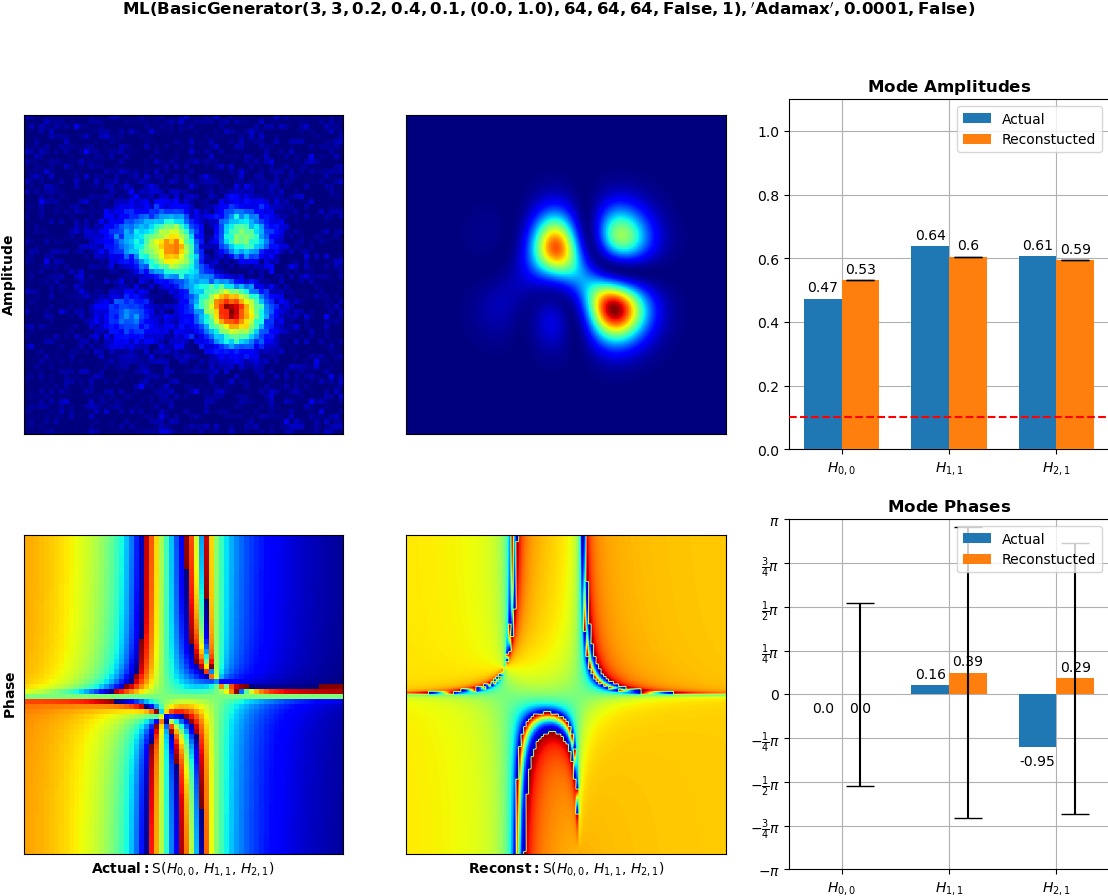 ML(BasicGenerator(3, 3, 0.2, 0.4, 0.1, (0.0, 1.0), 64, 64, 64, False, 1), ′Adamax′, 0.0001, False)
Amplitude
Mode Amplitudes
Actual
Reconstucted
1.0
0.8
0.6
0.4
0.2
0.0
0.47
0.53
0.64
0.6
0.61
0.59
H0,0
H1,1
H2,1
Phase
Actual: S(H0,0, H1,1, H2,1)
Reconst: S(H0,0, H1,1, H2,1)
Mode Phases
Actual
Reconstucted
π
3/4π
1/2π
1/4π
0
−1/4π
−1/2π
−3/4π
−π
0.0
0.0
0.16
0.39
-0.95
0.29
H0,0
H1,1
H2,1